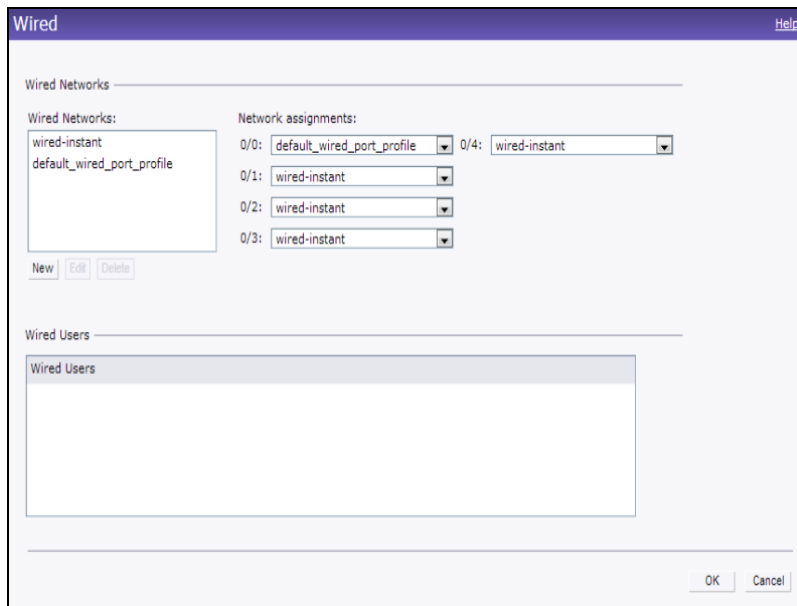 Wired
Help
Wired Networks
Wired Networks:
Network assignments:
wired-instant
default_wired_port_profile
0/0: default_wired_port_profile
0/4: wired-instant
0/1: wired-instant
0/2: wired-instant
0/3: wired-instant
New Edit Delete
Wired Users
Wired Users
OK Cancel